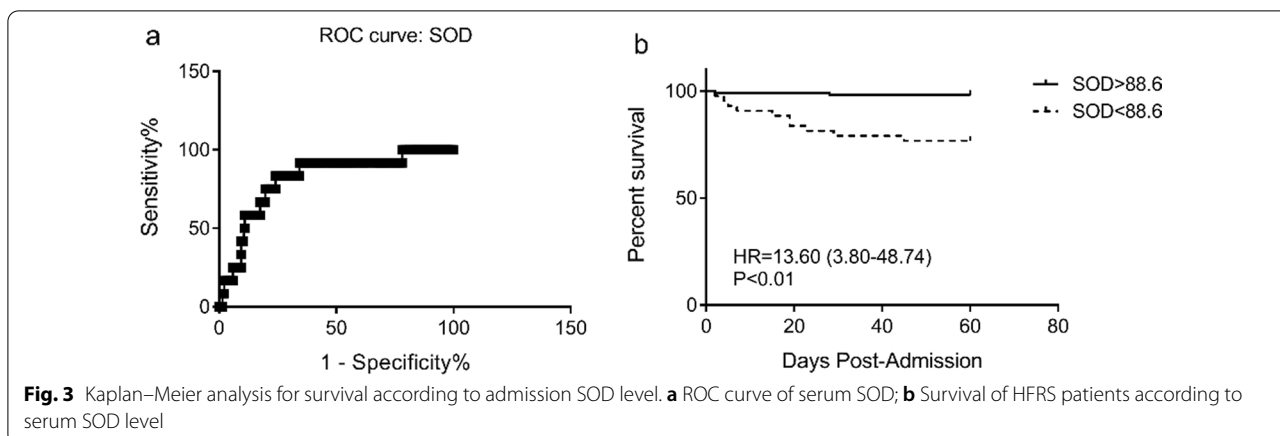 a
ROC curve: SOD
150
100
50
0
Sensitivity%
0 50 100 150
1 - Specificity%
b
100
50
0
Percent survival
HR=13.60 (3.80-48.74)
P<0.01
0 20 40 60 80
Days Post-Admission
SOD>88.6
SOD<88.6
Fig. 3 Kaplan–Meier analysis for survival according to admission SOD level. a ROC curve of serum SOD; b Survival of HFRS patients according to
serum SOD level